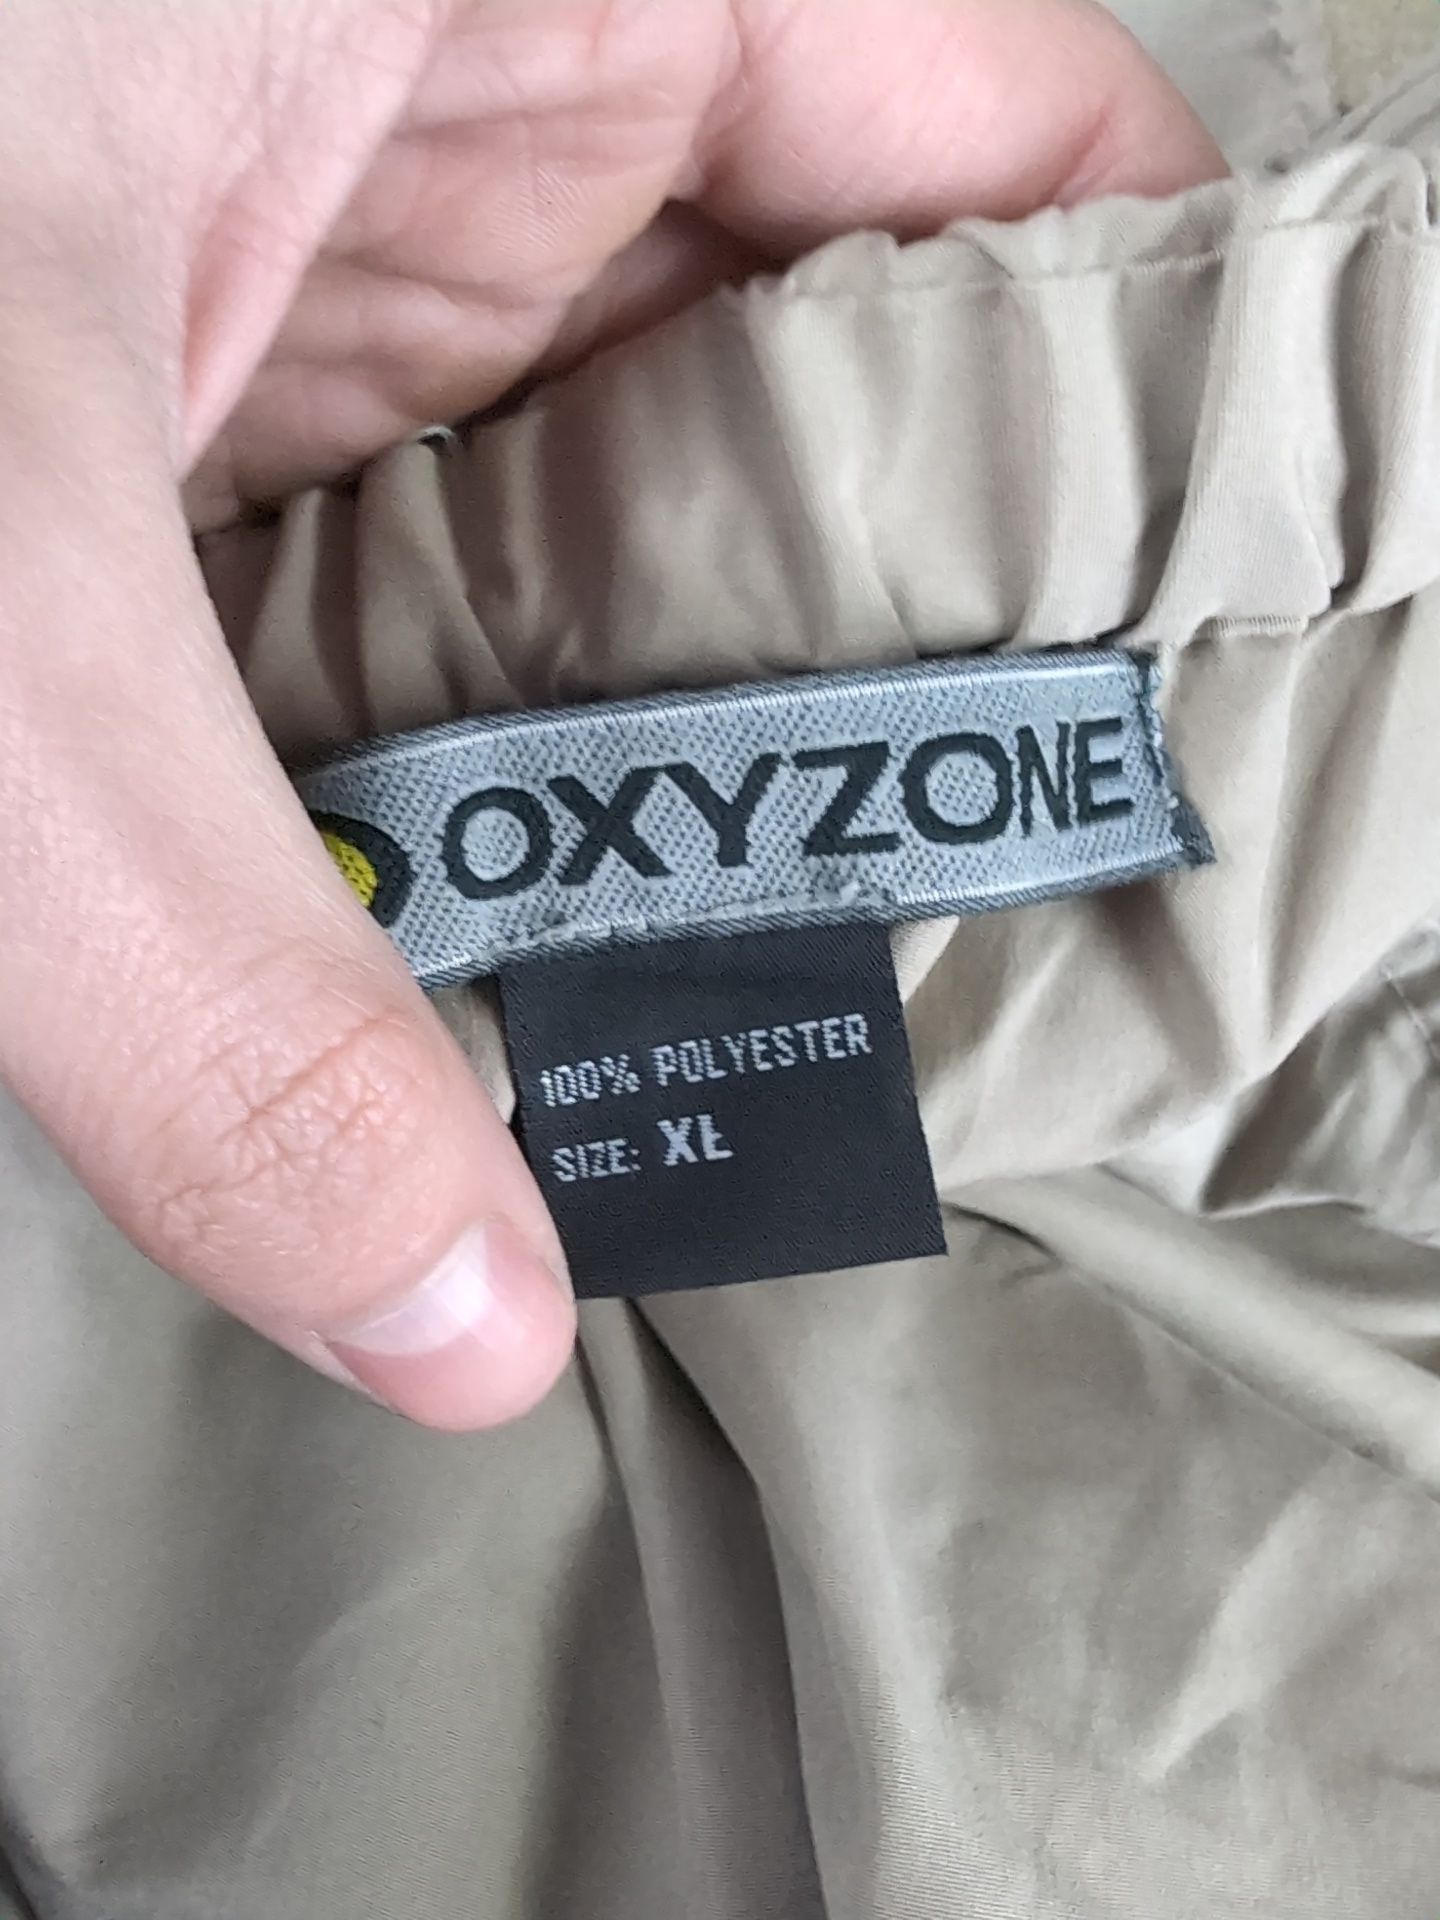 OXYZONE
100% POLYESTER
SIZE: XL